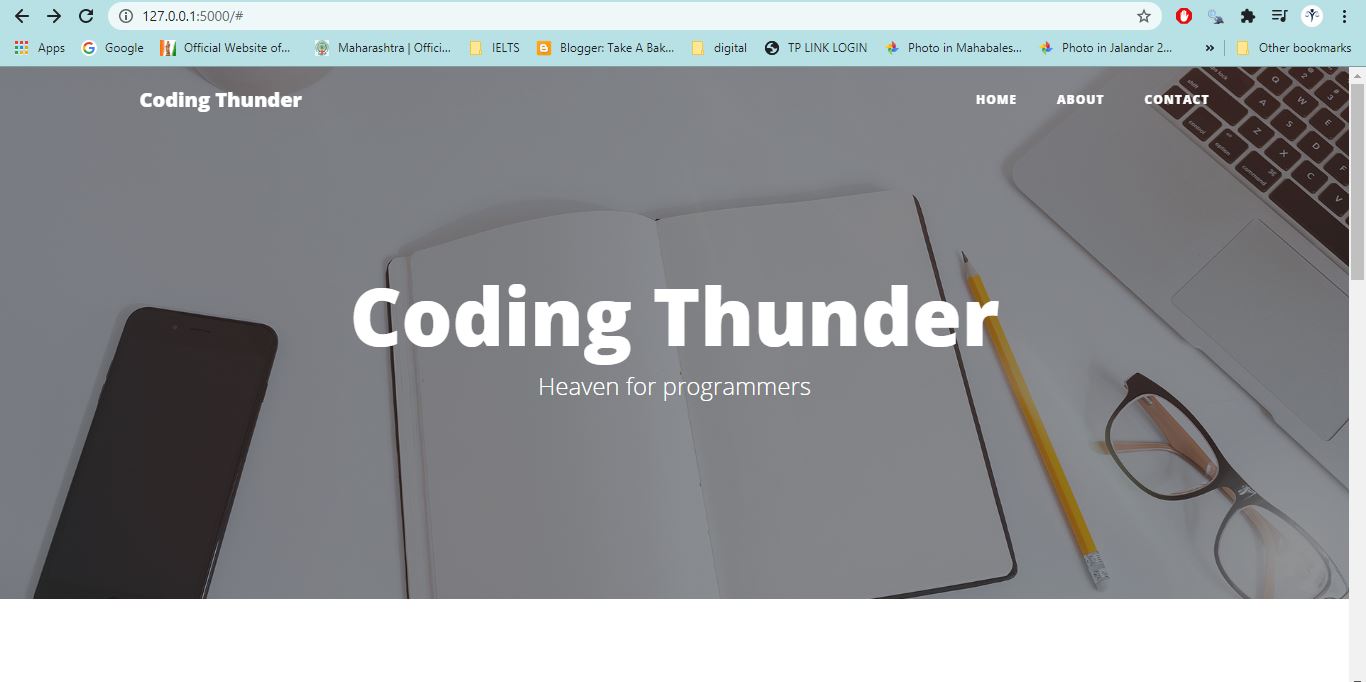 127.0.0.1:5000/#
Apps Google Official Website of... Maharashtra | Offici... IELTS Blogger: Take A Bak... digital TP LINK LOGIN Photo in Mahabales... Photo in Jalandar 2... » Other bookmarks
Coding Thunder HOME ABOUT CONTACT
Coding Thunder
Heaven for programmers